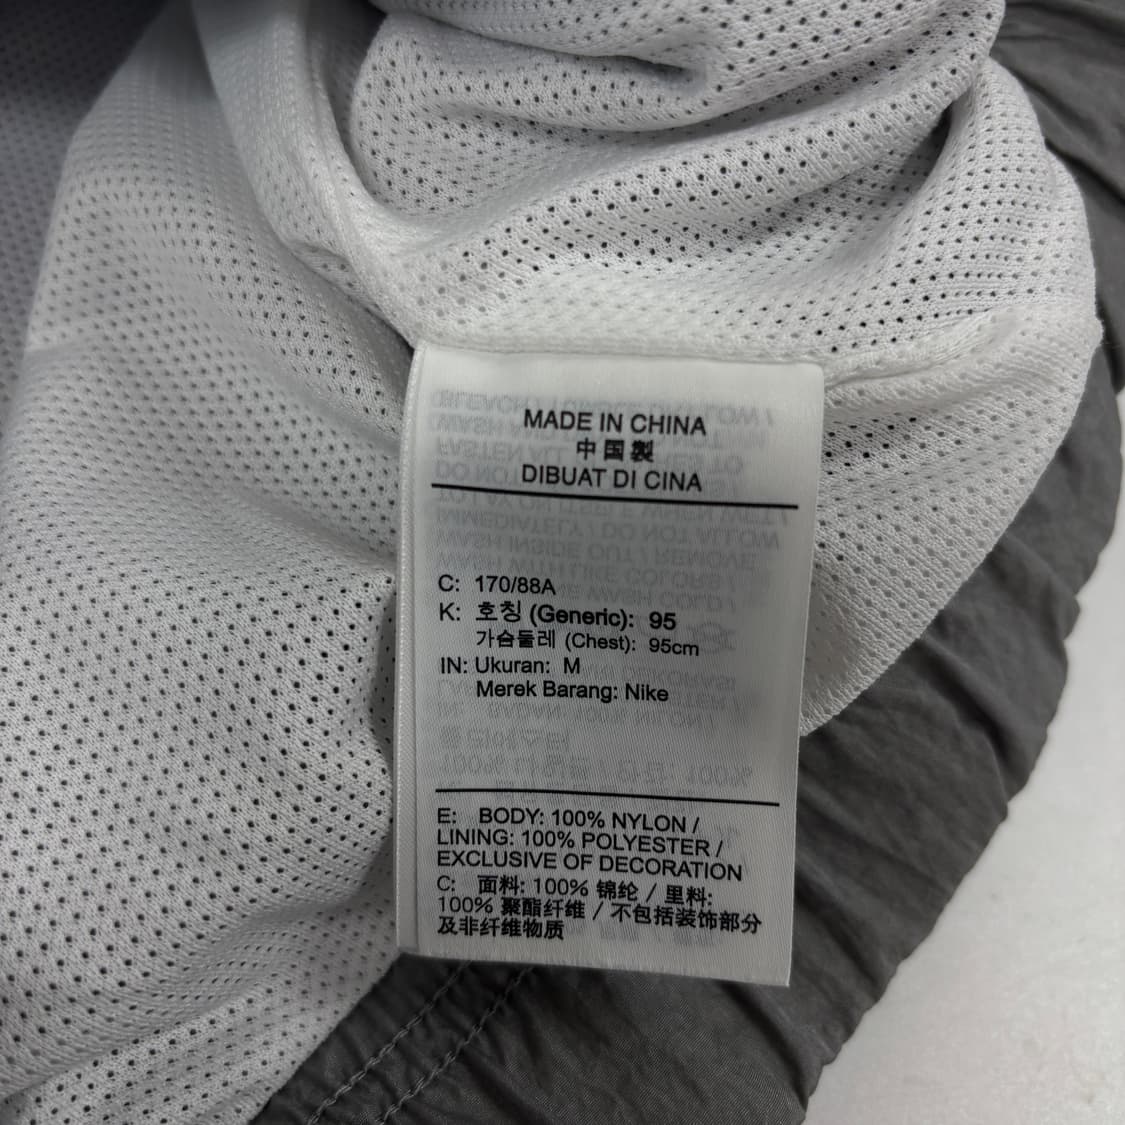 MADE IN CHINA
中国製
DIBUAT DI CINA
C: 170/88A
K: 호칭 (Generic): 95
가슴둘레 (Chest): 95cm
IN: Ukuran: M
Merek Barang: Nike
E: BODY: 100% NYLON /
LINING: 100% POLYESTER /
EXCLUSIVE OF DECORATION
C: 面料: 100% 锦纶 / 里料:
100% 聚酯纤维 / 不包括装饰部分
及非纤维物质